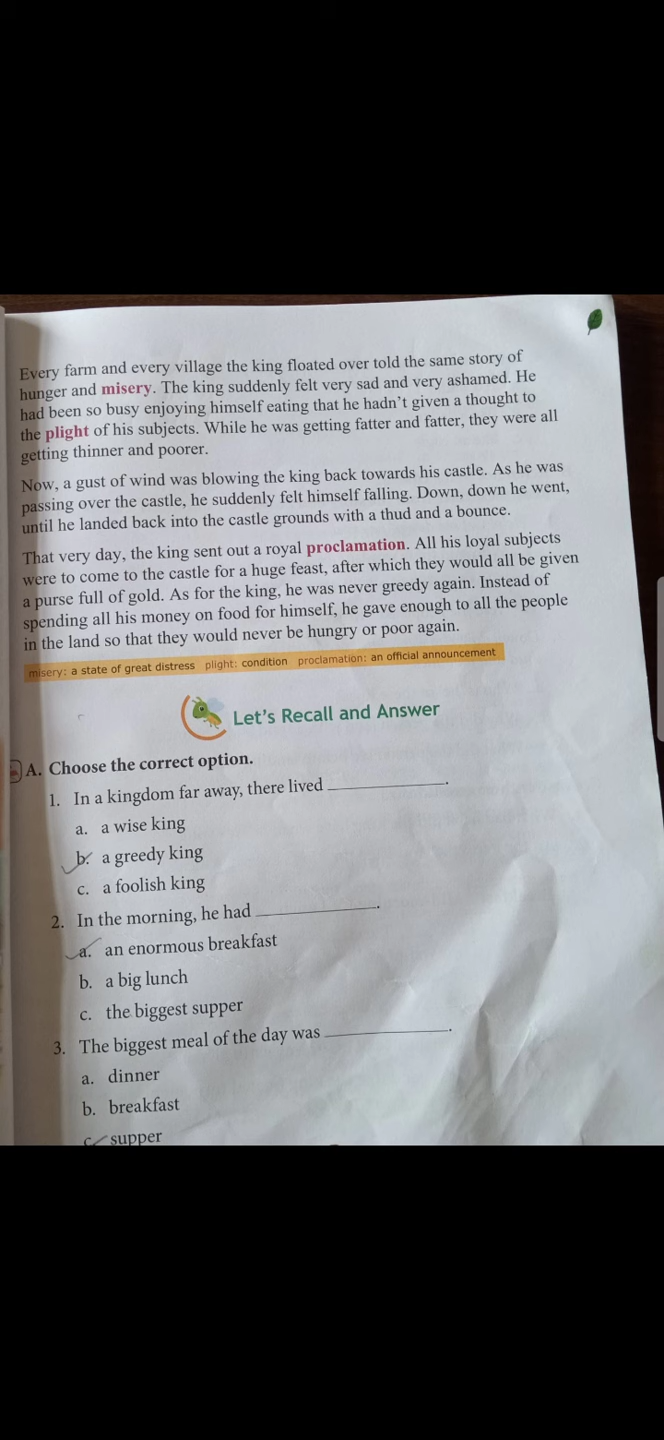 Every farm and every village the king floated over told the same story of
hunger and misery. The king suddenly felt very sad and very ashamed. He
had been so busy enjoying himself eating that he hadn't given a thought to
the plight of his subjects. While he was getting fatter and fatter, they were all
getting thinner and poorer.
Now, a gust of wind was blowing the king back towards his castle. As he was
passing over the castle, he suddenly felt himself falling. Down, down he went,
until he landed back into the castle grounds with a thud and a bounce.
That very day, the king sent out a royal proclamation. All his loyal subjects
were to come to the castle for a huge feast, after which they would all be given
a purse full of gold. As for the king, he was never greedy again. Instead of
spending all his money on food for himself, he gave enough to all the people
in the land so that they would never be hungry or poor again.
misery: a state of great distress plight: condition proclamation: an official announcement
Let's Recall and Answer
A. Choose the correct option.
1. In a kingdom far away, there lived ____________.
a. a wise king
b. a greedy king
c. a foolish king
2. In the morning, he had ____________.
a. an enormous breakfast
b. a big lunch
c. the biggest supper
3. The biggest meal of the day was ____________.
a. dinner
b. breakfast
c. supper